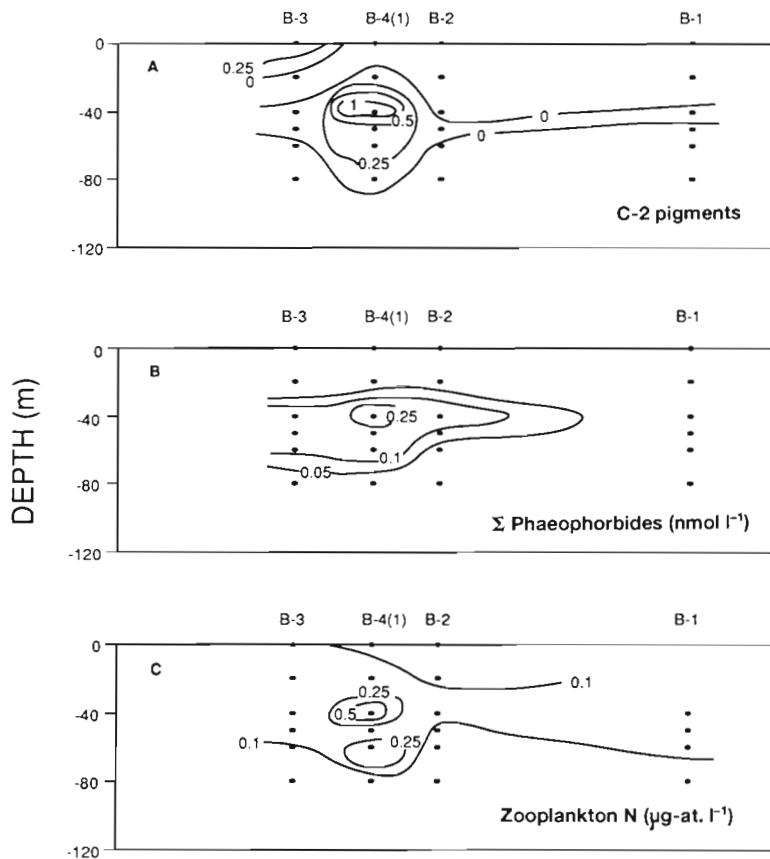 B-3 B-4(1) B-2 B-1
0
A
0.25
0
-40
1
0.5
0
0
0.25
-80
C-2 pigments
-120
B-3 B-4(1) B-2 B-1
0
B
-40
0.25
0.1
0.05
-80
Σ Phaeophorbides (nmol l⁻¹)
-120
DEPTH (m)
B-3 B-4(1) B-2 B-1
0
C
0.1
0.25
-40
0.5
0.1
0.25
-80
Zooplankton N (μg-at. l⁻¹)
-120